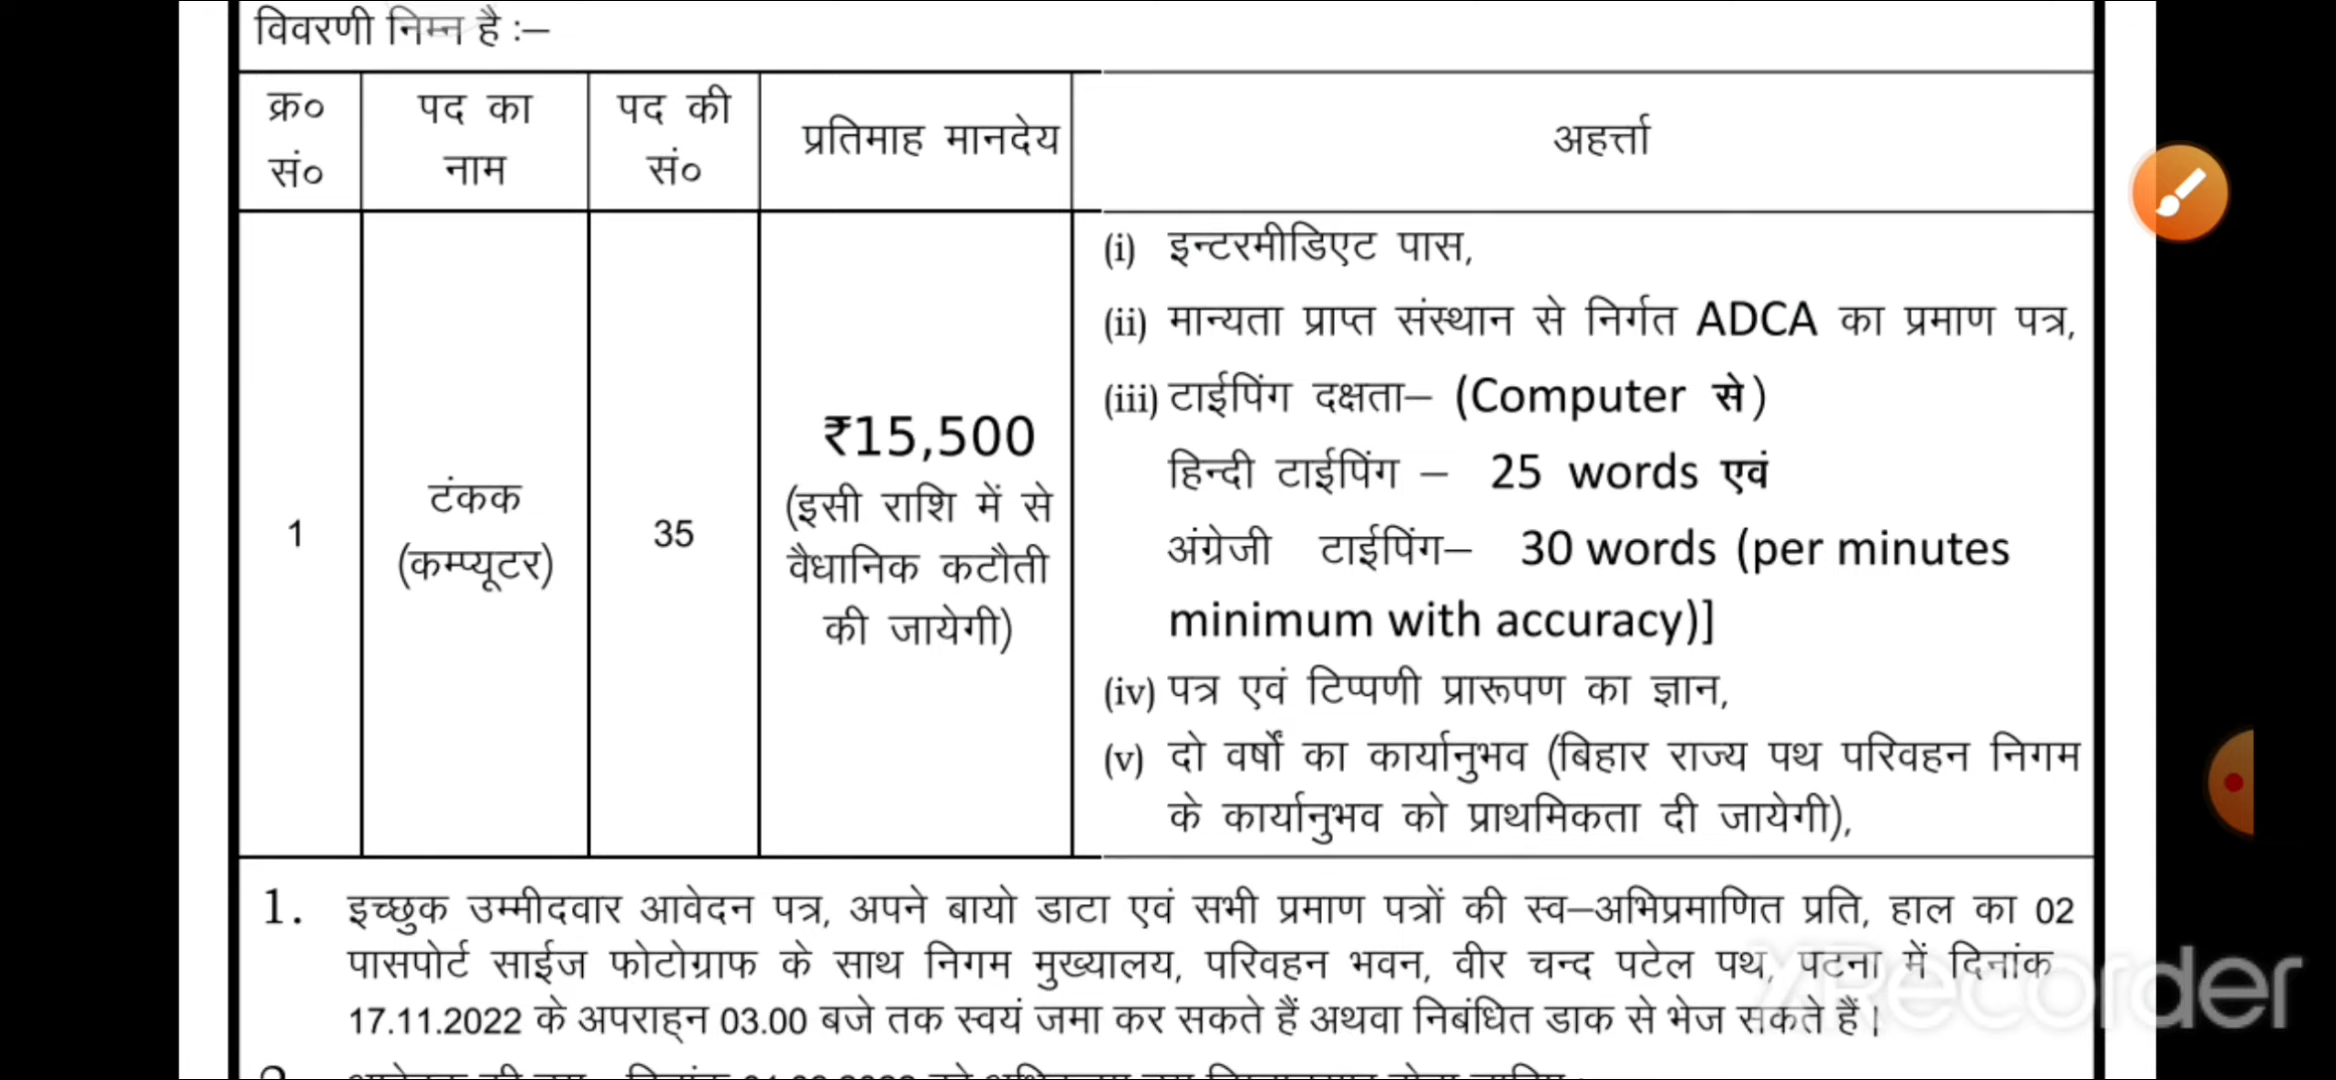 विवरणी निम्न है :–
क्र० सं०
पद का नाम
पद की सं०
प्रतिमाह मानदेय
अहर्त्ता
1
टंकक
(कम्प्यूटर)
35
₹15,500
(इसी राशि में से
वैधानिक कटौती
की जायेगी)
(i) इन्टरमीडिएट पास,
(ii) मान्यता प्राप्त संस्थान से निर्गत ADCA का प्रमाण पत्र,
(iii) टाईपिंग दक्षता– (Computer से)
हिन्दी टाईपिंग – 25 words एवं
अंग्रेजी टाईपिंग– 30 words (per minutes
minimum with accuracy)]
(iv) पत्र एवं टिप्पणी प्रारूपण का ज्ञान,
(v) दो वर्षों का कार्यानुभव (बिहार राज्य पथ परिवहन निगम
के कार्यानुभव को प्राथमिकता दी जायेगी),
1. इच्छुक उम्मीदवार आवेदन पत्र, अपने बायो डाटा एवं सभी प्रमाण पत्रों की स्व–अभिप्रमाणित प्रति, हाल का 02
पासपोर्ट साईज फोटोग्राफ के साथ निगम मुख्यालय, परिवहन भवन, वीर चन्द पटेल पथ, पटना में दिनांक
17.11.2022 के अपराह्न 03.00 बजे तक स्वयं जमा कर सकते हैं अथवा निबंधित डाक से भेज सकते हैं।
XRecorder